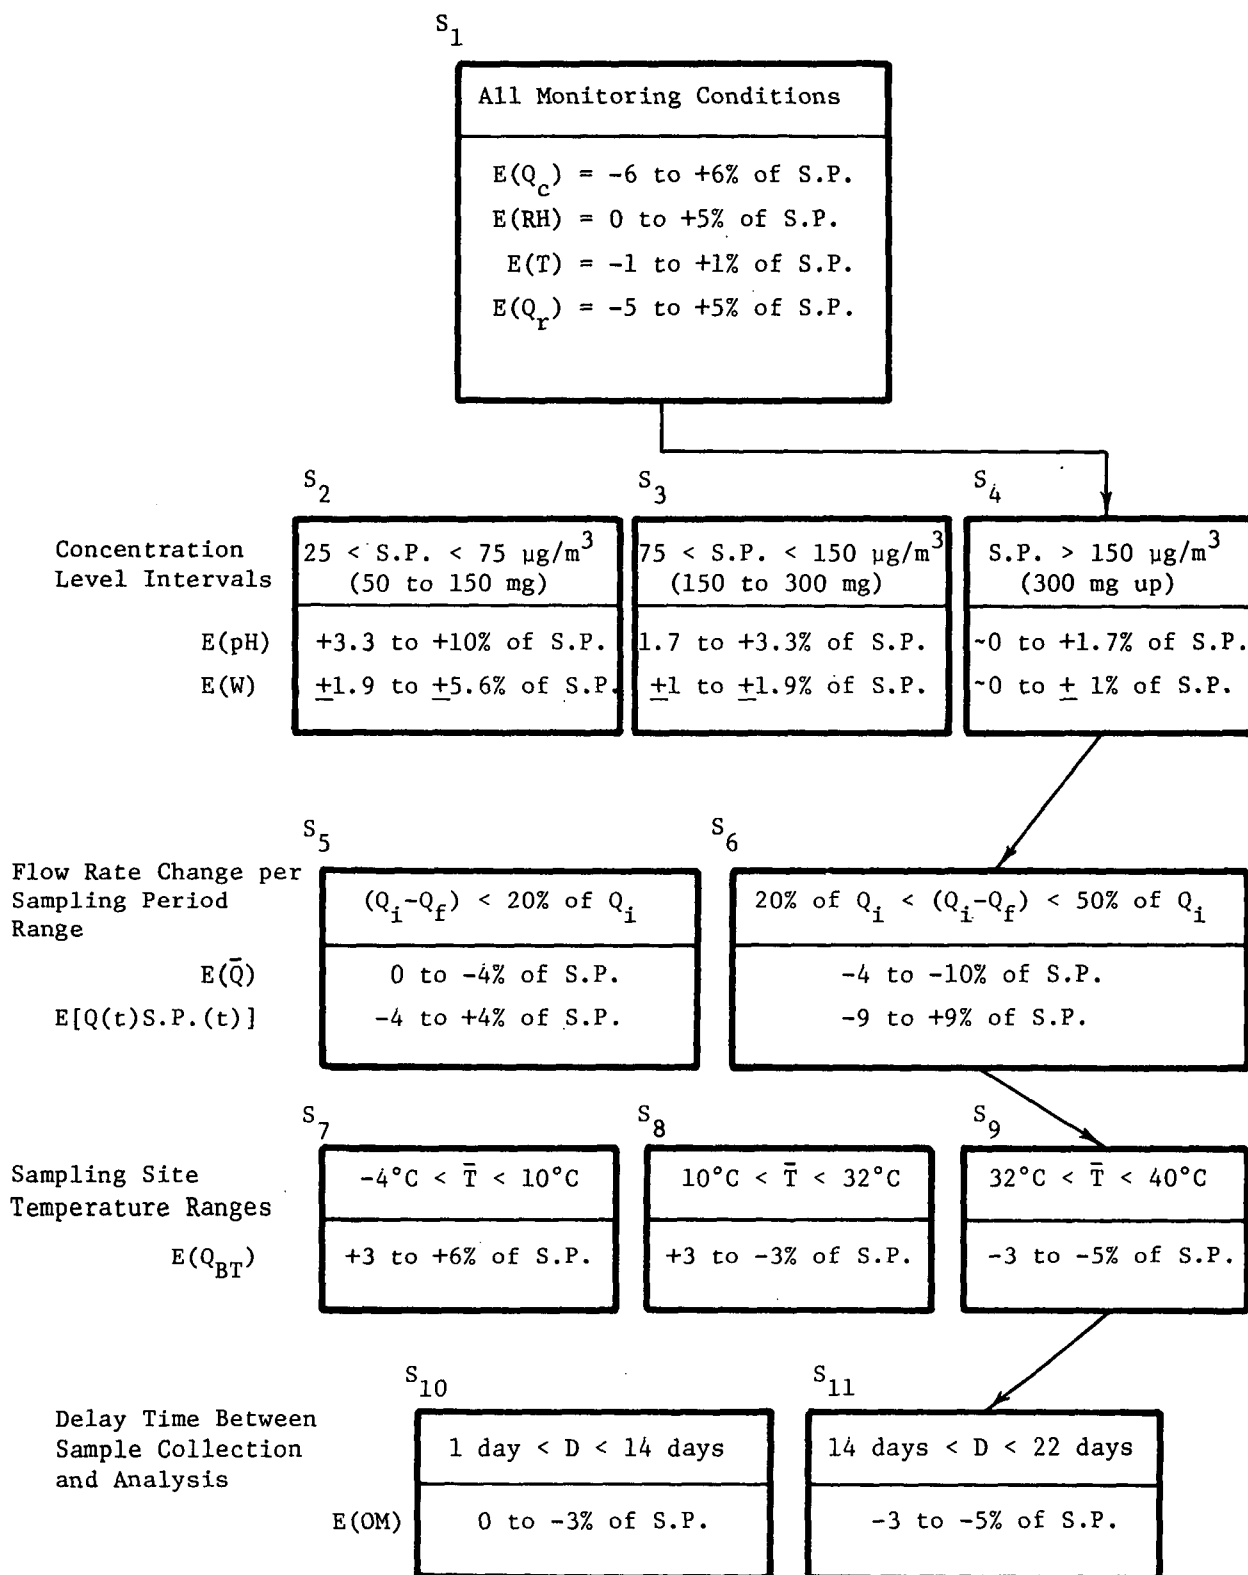 S1
All Monitoring Conditions
E(Qc) = -6 to +6% of S.P.
E(RH) = 0 to +5% of S.P.
E(T) = -1 to +1% of S.P.
E(Qr) = -5 to +5% of S.P.
S2
S3
S4
Concentration
Level Intervals
25 < S.P. < 75 µg/m³
(50 to 150 mg)
75 < S.P. < 150 µg/m³
(150 to 300 mg)
S.P. > 150 µg/m³
(300 mg up)
E(pH)
+3.3 to +10% of S.P.
1.7 to +3.3% of S.P.
~0 to +1.7% of S.P.
E(W)
±1.9 to ±5.6% of S.P.
±1 to ±1.9% of S.P.
~0 to ± 1% of S.P.
S5
S6
Flow Rate Change per
Sampling Period
Range
(Qi-Qf) < 20% of Qi
20% of Qi < (Qi-Qf) < 50% of Qi
E(Q̄)
0 to -4% of S.P.
-4 to -10% of S.P.
E[Q(t)S.P.(t)]
-4 to +4% of S.P.
-9 to +9% of S.P.
S7
S8
S9
Sampling Site
Temperature Ranges
-4°C < T̄ < 10°C
10°C < T̄ < 32°C
32°C < T̄ < 40°C
E(QBT)
+3 to +6% of S.P.
+3 to -3% of S.P.
-3 to -5% of S.P.
S10
S11
Delay Time Between
Sample Collection
and Analysis
1 day < D < 14 days
14 days < D < 22 days
E(OM)
0 to -3% of S.P.
-3 to -5% of S.P.